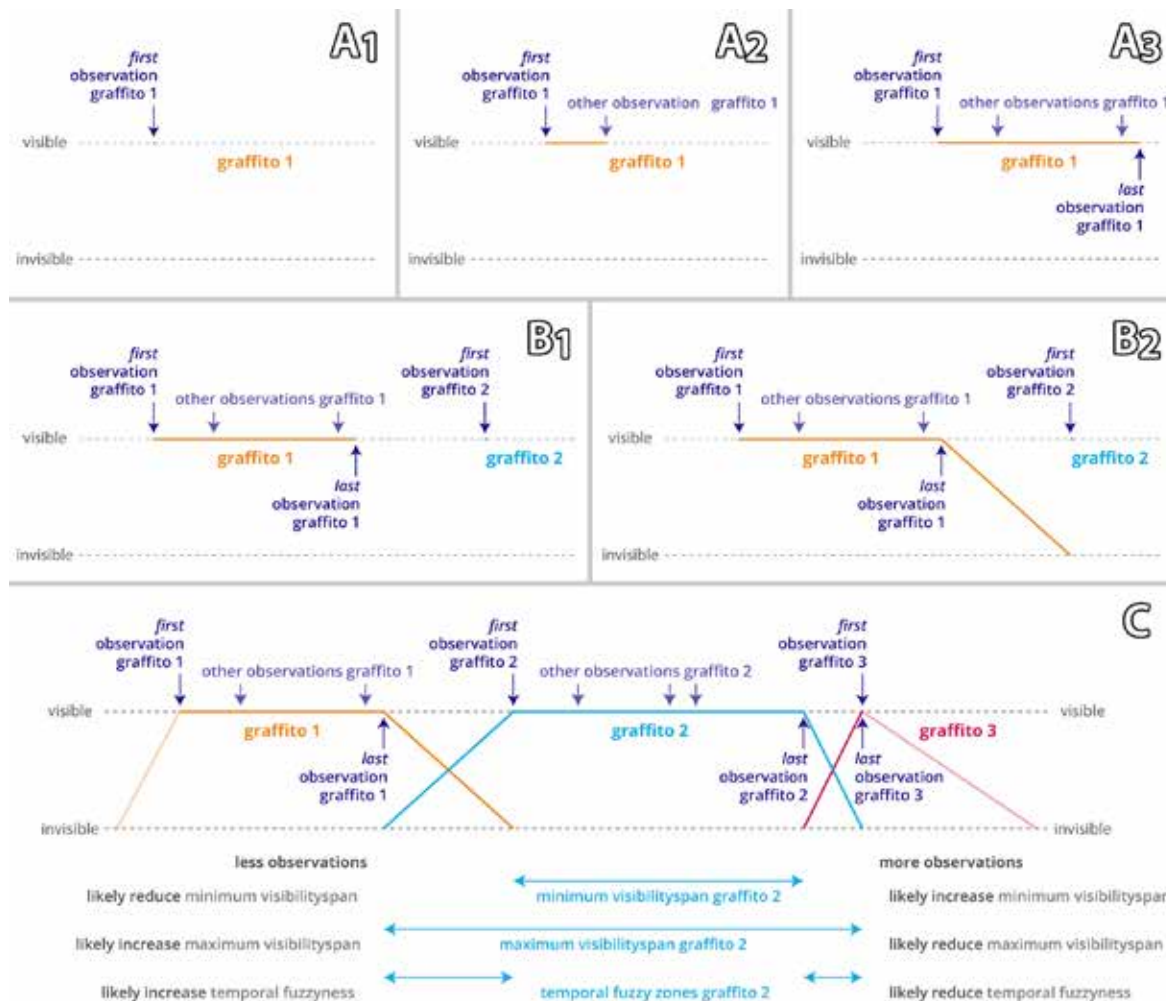 A1
first
observation
graffito 1
visible
graffito 1
invisible
A2
first
observation
graffito 1
other observation graffito 1
graffito 1
A3
first
observation
graffito 1
other observations graffito 1
graffito 1
last
observation
graffito 1
B1
first
observation
graffito 1
other observations graffito 1
first
observation
graffito 2
visible
graffito 1
graffito 2
last
observation
graffito 1
invisible
B2
first
observation
graffito 1
other observations graffito 1
first
observation
graffito 2
visible
graffito 1
graffito 2
last
observation
graffito 1
invisible
C
first
observation
graffito 1
other observations graffito 1
first
observation
graffito 2
other observations graffito 2
first
observation
graffito 3
visible
visible
graffito 1
graffito 2
graffito 3
last
observation
graffito 1
last
observation
graffito 2
last
observation
graffito 3
invisible
invisible
less observations
more observations
likely reduce minimum visibilityspan
minimum visibilityspan graffito 2
likely increase minimum visibilityspan
likely increase maximum visibilityspan
maximum visibilityspan graffito 2
likely reduce maximum visibilityspan
likely increase temporal fuzzyness
temporal fuzzy zones graffito 2
likely reduce temporal fuzzyness